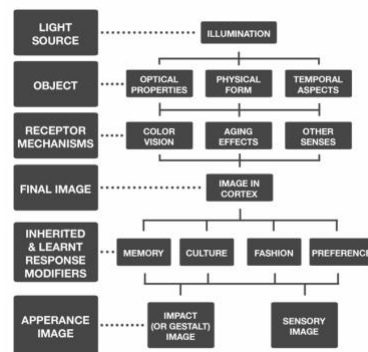 LIGHT
SOURCE
ILLUMINATION
OBJECT
OPTICAL
PROPERTIES
PHYSICAL
FORM
TEMPORAL
ASPECTS
RECEPTOR
MECHANISMS
COLOR
VISION
AGING
EFFECTS
OTHER
SENSES
FINAL IMAGE
IMAGE IN
CORTEX
INHERITED
& LEARNT
RESPONSE
MODIFIERS
MEMORY
CULTURE
FASHION
PREFERENCE
APPERANCE
IMAGE
IMPACT
(OR GESTALT)
IMAGE
SENSORY
IMAGE